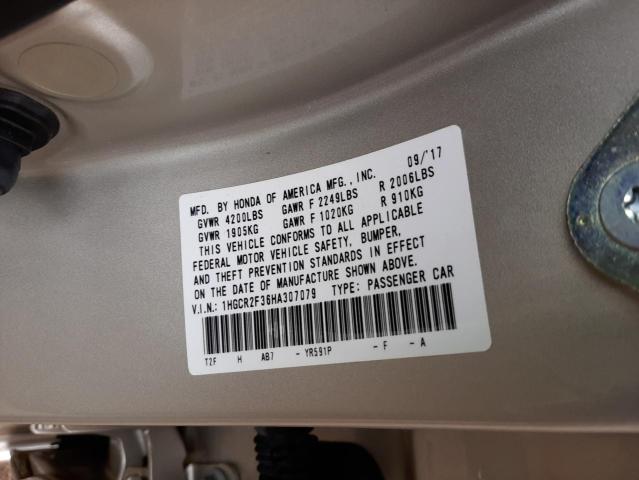 MFD. BY HONDA OF AMERICA MFG., INC. 09/'17
GVWR 4200LBS GAWR F 2249LBS R 2006LBS
GVWR 1905KG GAWR F 1020KG R 910KG
THIS VEHICLE CONFORMS TO ALL APPLICABLE
FEDERAL MOTOR VEHICLE SAFETY, BUMPER,
AND THEFT PREVENTION STANDARDS IN EFFECT
ON THE DATE OF MANUFACTURE SHOWN ABOVE.
V.I.N.: 1HGCR2F36HA307079 TYPE: PASSENGER CAR
T2F H AB7 - YR591P - F - A